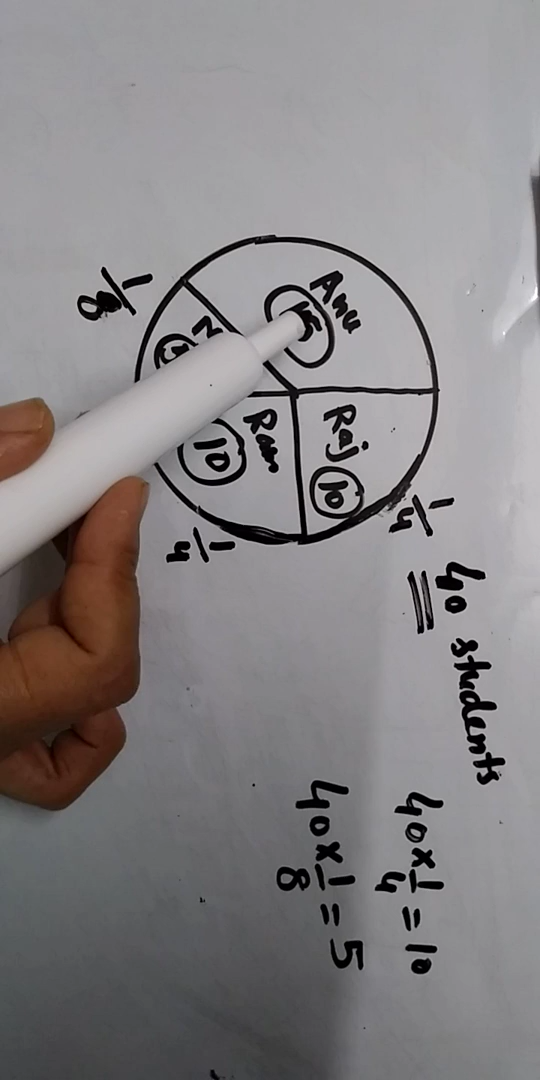 Anu
15
Raj
10
Ram
10
1/4
1/4
1/8
40 students
40 x 1/4 = 10
40 x 1/8 = 5